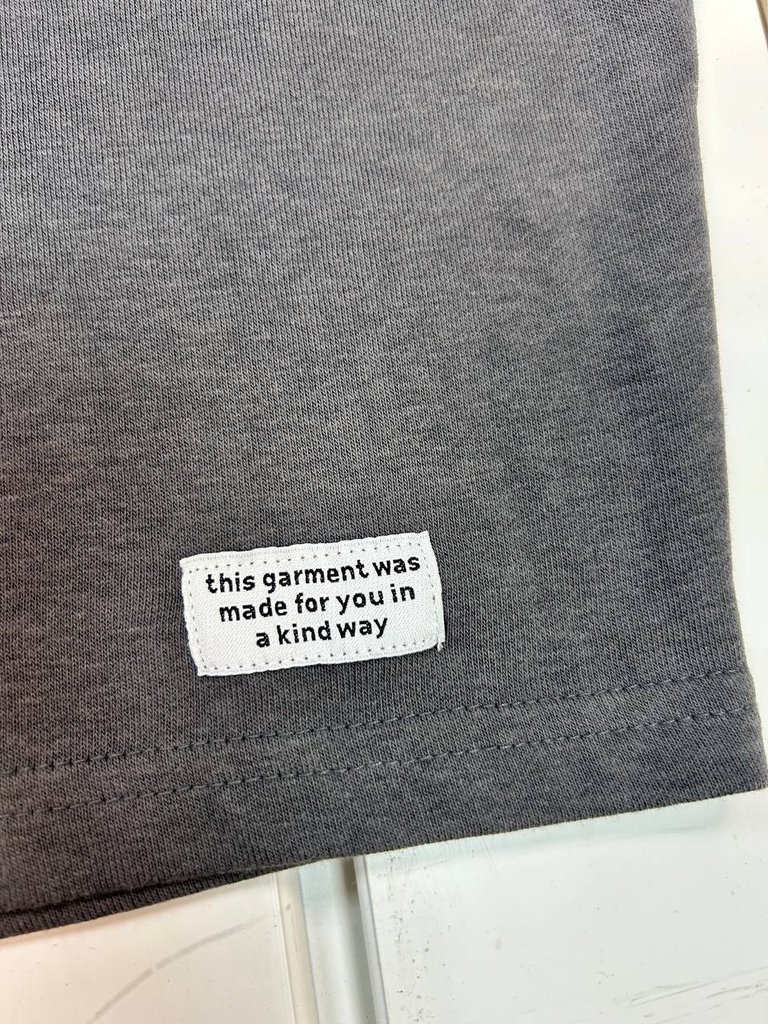 this garment was
made for you in
a kind way